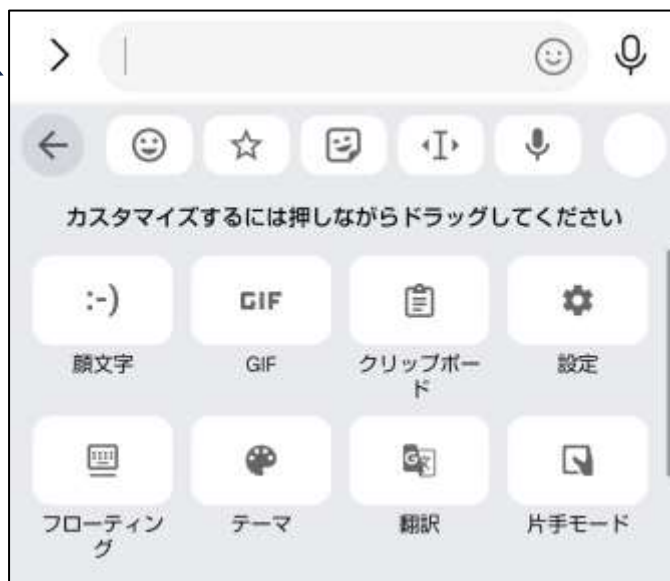 カスタマイズするには押しながらドラッグしてください
:-)
GIF
顔文字
GIF
クリップボー
ド
設定
フローティン
グ
テーマ
翻訳
片手モード